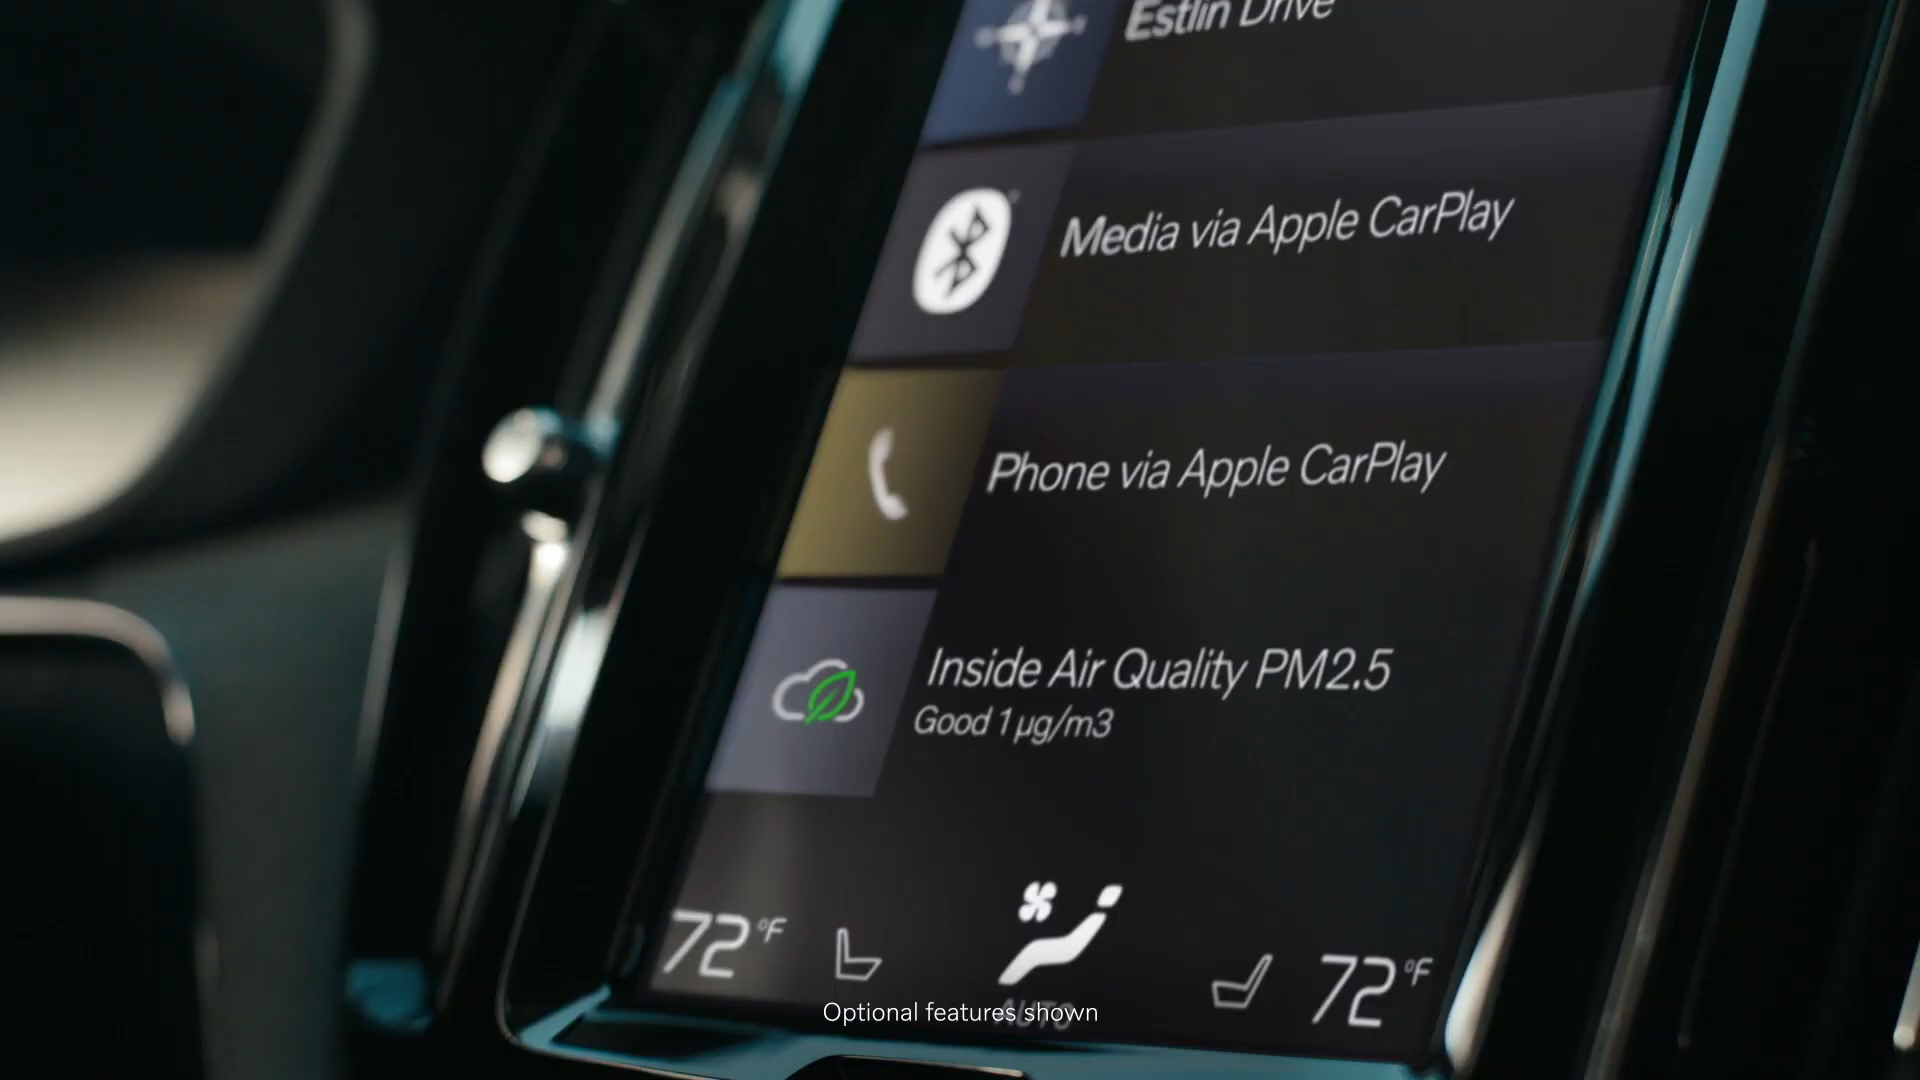 Estlin Drive
Media via Apple CarPlay
Phone via Apple CarPlay
Inside Air Quality PM2.5
Good 1 µg/m3
72°F
72°F
AUTO
Optional features shown